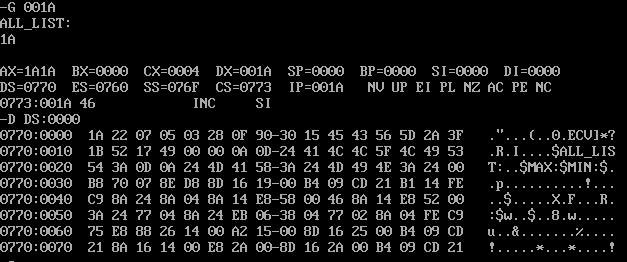 -G 001A
ALL_LIST:
1A
AX=1A1A BX=0000 CX=0004 DX=001A SP=0000 BP=0000 SI=0000 DI=0000
DS=0770 ES=0760 SS=076F CS=0773 IP=001A NV UP EI PL NZ AC PE NC
0773:001A 46 INC SI
-D DS:0000
0770:0000 1A 22 07 05 03 28 0F 90-30 15 45 43 56 5D 2A 3F ."...(..0.ECV]*?
0770:0010 1B 52 17 49 00 00 0A 0D-24 41 4C 4C 5F 4C 49 53 .R.I....$ALL_LIS
0770:0020 54 3A 0D 0A 24 4D 41 58-3A 24 4D 49 4E 3A 24 00 T:..$MAX:$MIN:$.
0770:0030 B8 70 07 8E D8 8D 16 19-00 B4 09 CD 21 B1 14 FE .p..........!...
0770:0040 C9 8A 24 8A 04 8A 14 E8-58 00 46 8A 14 E8 52 00 ..$.....X.F...R.
0770:0050 3A 24 77 04 8A 24 EB 06-38 04 77 02 8A 04 FE C9 :$w..$..8.w.....
0770:0060 75 E8 88 26 14 00 A2 15-00 8D 16 25 00 B4 09 CD u..&.......%....
0770:0070 21 8A 16 14 00 E8 2A 00-8D 16 2A 00 B4 09 CD 21 !.....*...*....!